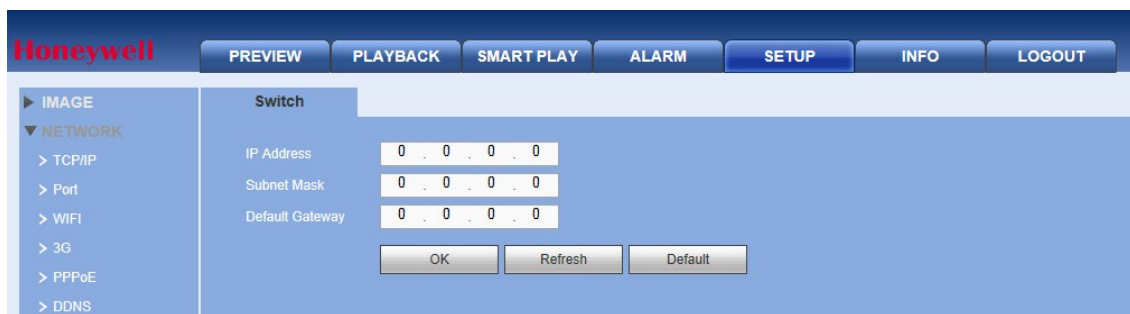 Honeywell PREVIEW PLAYBACK SMART PLAY ALARM SETUP INFO LOGOUT
IMAGE
NETWORK
TCP/IP
Port
WIFI
3G
PPPoE
DDNS
Switch
IP Address 0 . 0 . 0 . 0
Subnet Mask 0 . 0 . 0 . 0
Default Gateway 0 . 0 . 0 . 0
OK Refresh Default